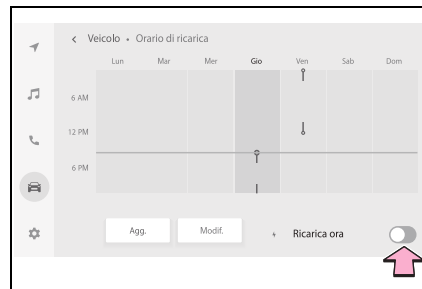 Veicolo • Orario di ricarica
Lun Mar Mer Gio Ven Sab Dom
6 AM
12 PM
6 PM
Agg. Modif. Ricarica ora